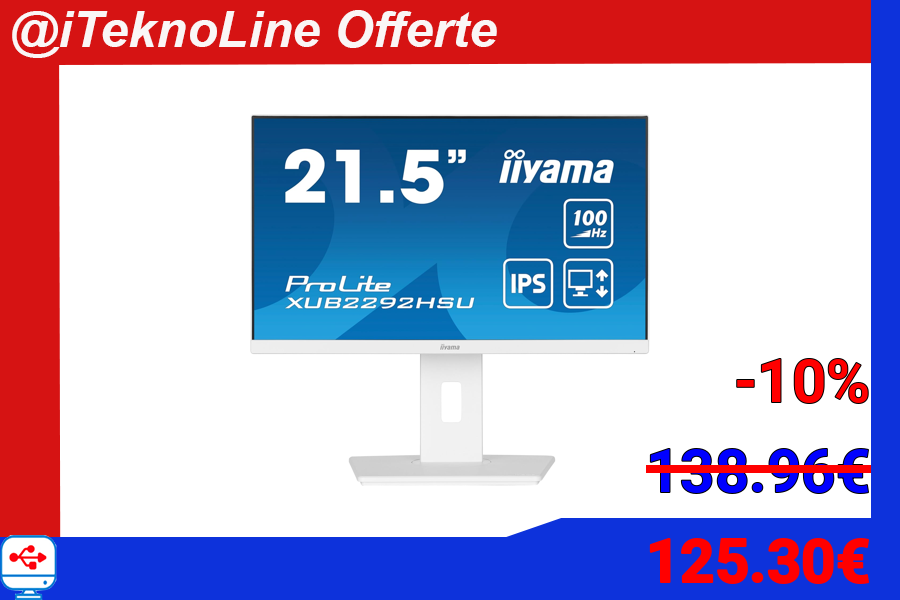 @iTeknoLine Offerte
21.5”
iiyama
100
Hz
IPS
ProLite
XUB2292HSU
iiyama
-10%
138.96€
125.30€